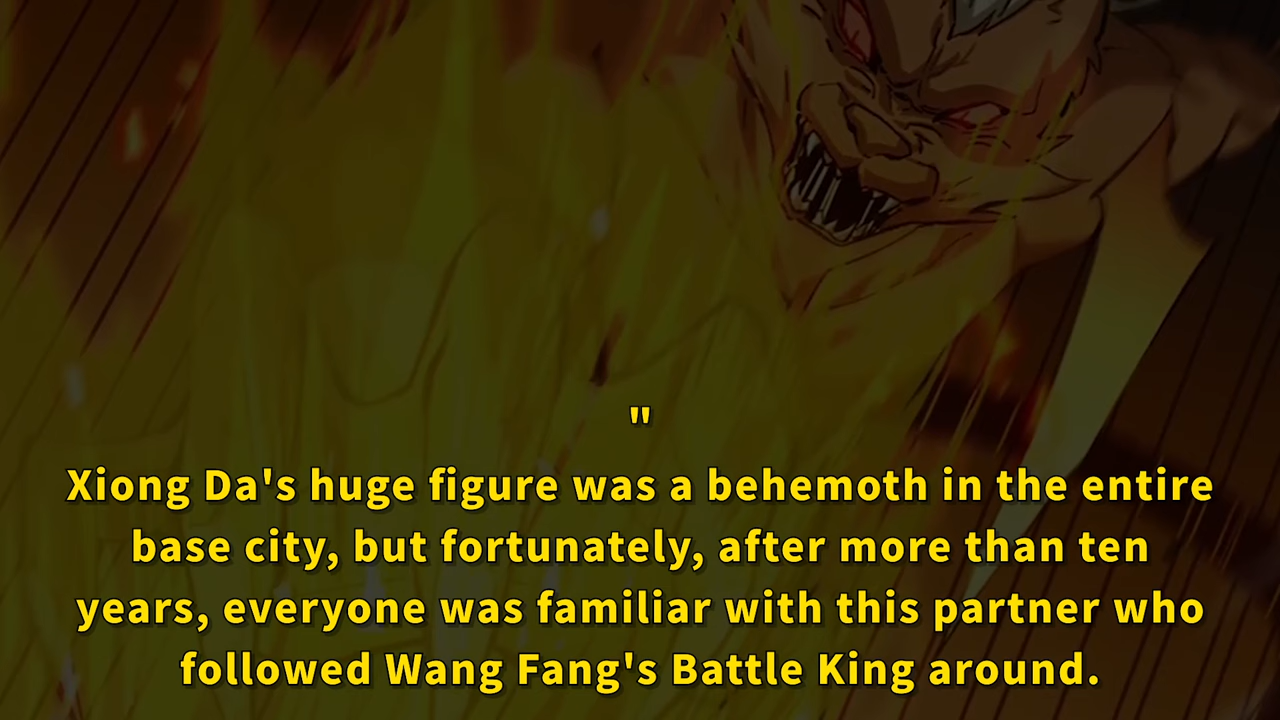 "
Xiong Da's huge figure was a behemoth in the entire
base city, but fortunately, after more than ten
years, everyone was familiar with this partner who
followed Wang Fang's Battle King around.